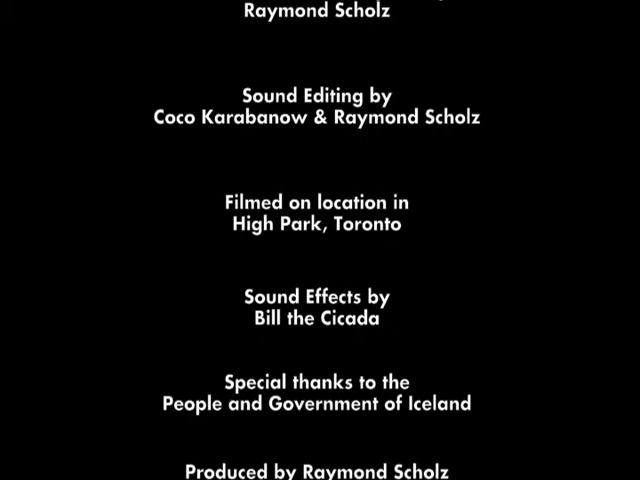 Raymond Scholz
Sound Editing by
Coco Karabanow & Raymond Scholz
Filmed on location in
High Park, Toronto
Sound Effects by
Bill the Cicada
Special thanks to the
People and Government of Iceland
Produced by Raymond Scholz